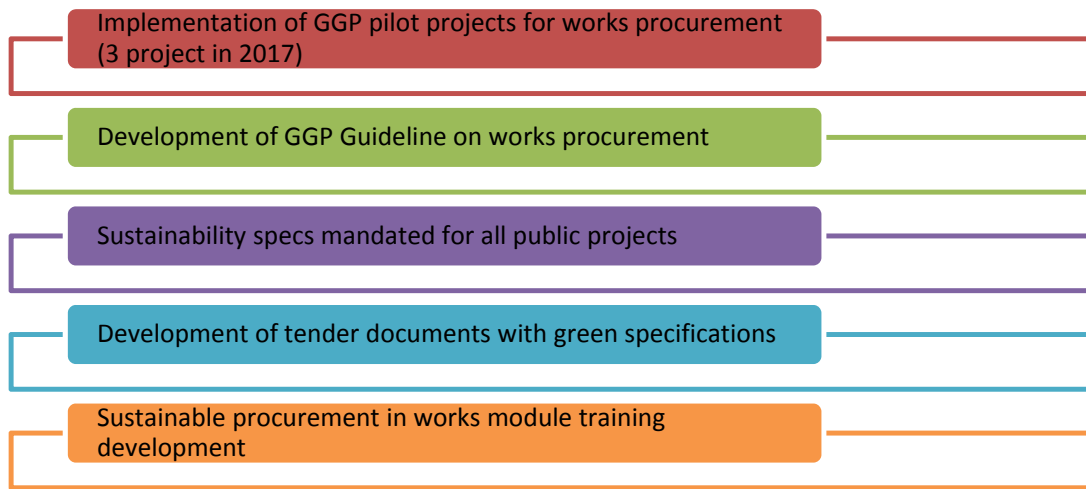 Implementation of GGP pilot projects for works procurement
(3 project in 2017)
Development of GGP Guideline on works procurement
Sustainability specs mandated for all public projects
Development of tender documents with green specifications
Sustainable procurement in works module training
development